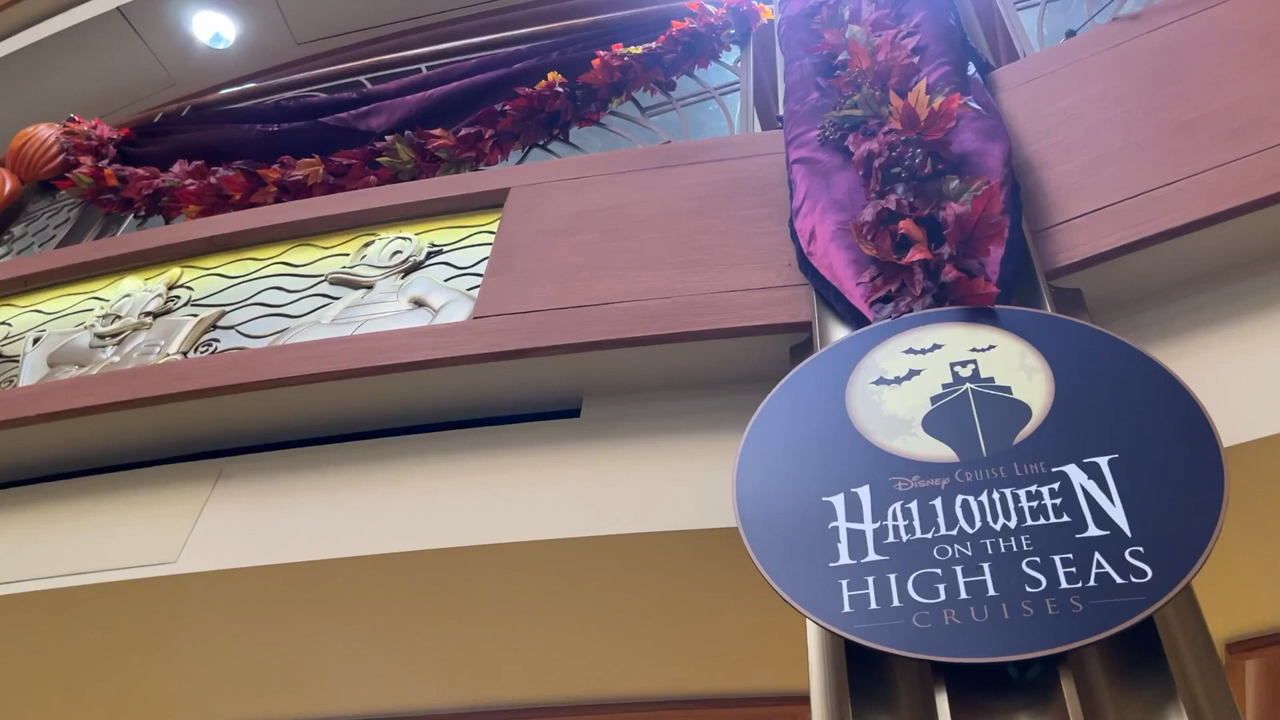 Disney Cruise Line
HALLOWEEN
ON THE
HIGH SEAS
CRUISES